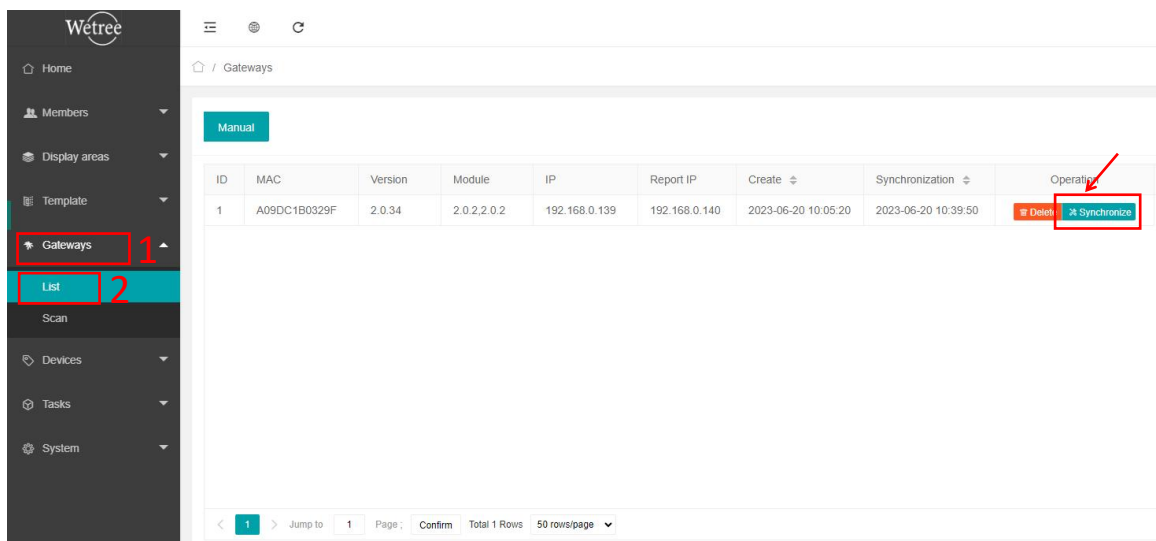 Wetree
Home
/ Gateways
Members
Manual
Display areas
ID MAC Version Module IP Report IP Create Synchronization Operation
Template
1 A09DC1B0329F 2.0.34 2.0.2,2.0.2 192.168.0.139 192.168.0.140 2023-06-20 10:05:20 2023-06-20 10:39:50 Delete Synchronize
Gateways 1
List 2
Scan
Devices
Tasks
System
< 1 > Jump to 1 Page ; Confirm Total 1 Rows 50 rows/page